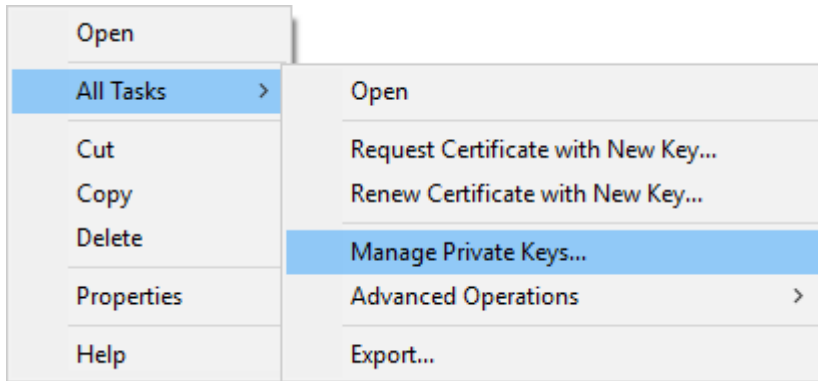 Open
All Tasks
Cut
Copy
Delete
Properties
Help
Open
Request Certificate with New Key...
Renew Certificate with New Key...
Manage Private Keys...
Advanced Operations
Export...